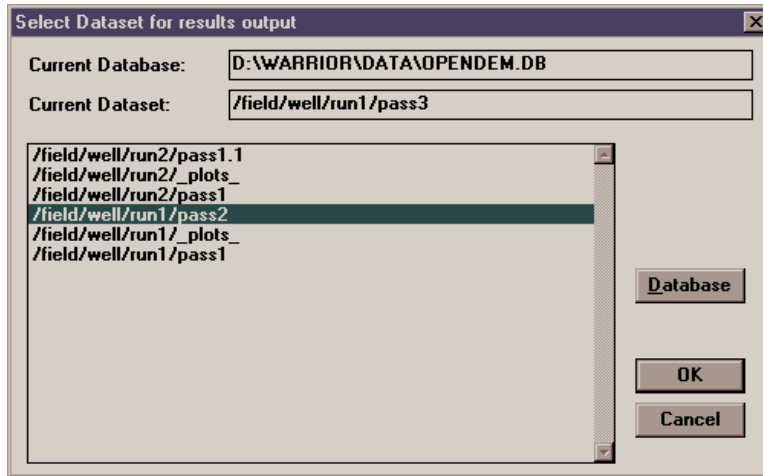 Select Dataset for results output
Current Database: D:\WARRIOR\DATA\OPENDEM.DB
Current Dataset: /field/well/run1/pass3
/field/well/run2/pass1.1
/field/well/run2/_plots_
/field/well/run2/pass1
/field/well/run1/pass2
/field/well/run1/_plots_
/field/well/run1/pass1
Database
OK
Cancel